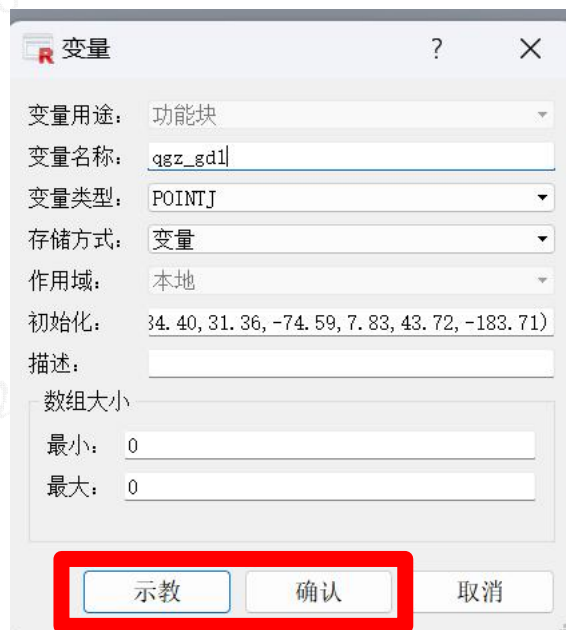 变量 ? ×
变量用途： 功能块
变量名称： qgz_gd1
变量类型： POINTJ
存储方式： 变量
作用域： 本地
初始化： 34.40,31.36,-74.59,7.83,43.72,-183.71)
描述：
数组大小
最小： 0
最大： 0
示教 确认 取消